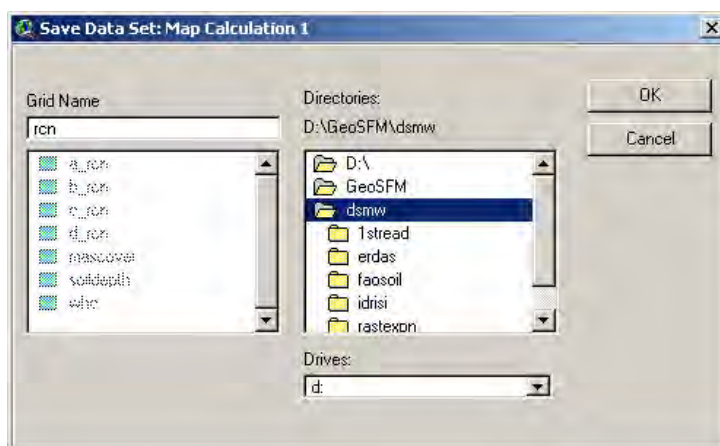 Save Data Set: Map Calculation 1
Grid Name
rcn
a_rcn
b_rcn
c_rcn
d_rcn
maxcover
soildepth
whc
Directories:
D:\GeoSFM\dsmw
D:\
GeoSFM
dsmw
1stread
erdas
faosoil
idrisi
rastexpn
Drives:
d:
OK
Cancel